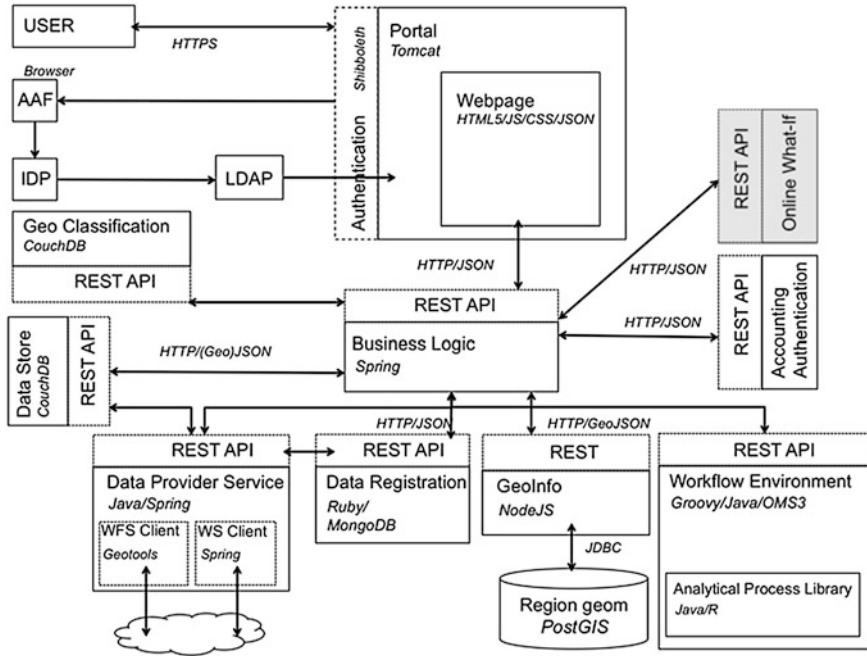 USER
HTTPS
Browser
AAF
IDP
LDAP
Shibboleth
Authentication
Portal
Tomcat
Webpage
HTML5/JS/CSS/JSON
REST API
Online What-If
Geo Classification
CouchDB
REST API
HTTP/JSON
HTTP/JSON
REST API
Business Logic
Spring
HTTP/JSON
REST API
Accounting
Authentication
Data Store
CouchDB
REST API
HTTP/(Geo)JSON
HTTP/JSON
HTTP/GeoJSON
REST API
Data Provider Service
Java/Spring
WFS Client
Geotools
WS Client
Spring
REST API
Data Registration
Ruby/
MongoDB
REST
GeoInfo
NodeJS
JDBC
Region geom
PostGIS
REST API
Workflow Environment
Groovy/Java/OMS3
Analytical Process Library
Java/R